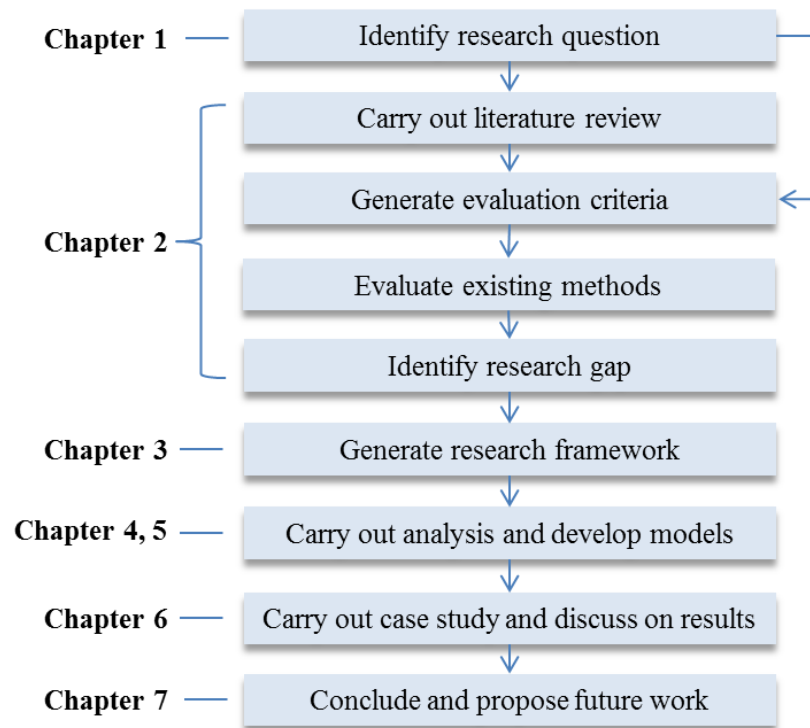 Chapter 1
Identify research question
Carry out literature review
Generate evaluation criteria
Chapter 2
Evaluate existing methods
Identify research gap
Chapter 3
Generate research framework
Chapter 4, 5
Carry out analysis and develop models
Chapter 6
Carry out case study and discuss on results
Chapter 7
Conclude and propose future work